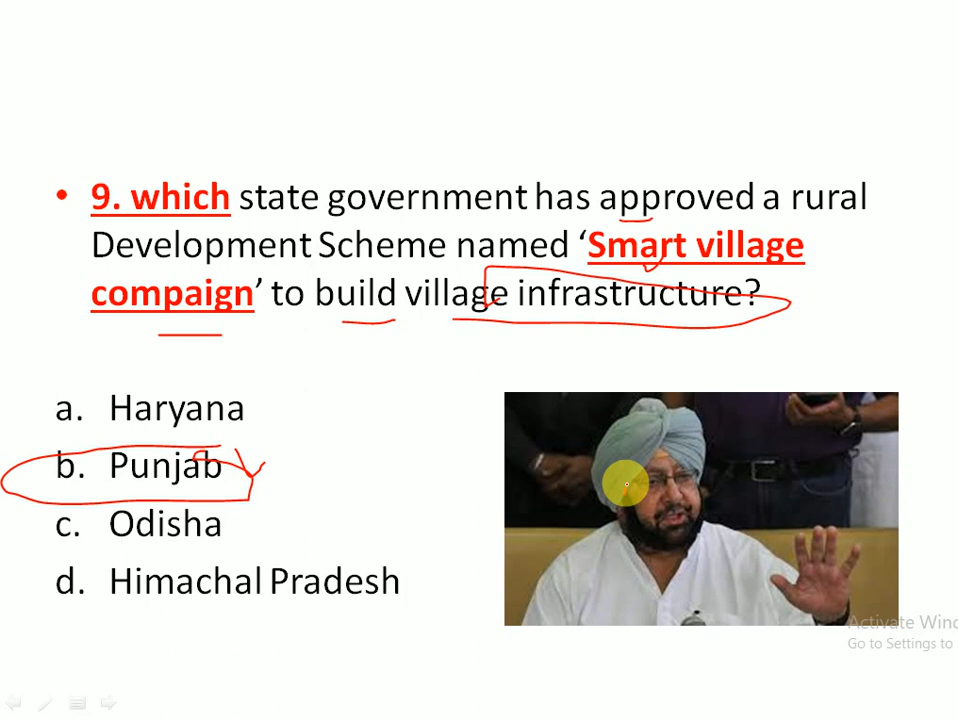 • 9. which state government has approved a rural
Development Scheme named ‘Smart village
compaign’ to build village infrastructure?
a. Haryana
b. Punjab
c. Odisha
d. Himachal Pradesh
Activate Wind
Go to Settings to